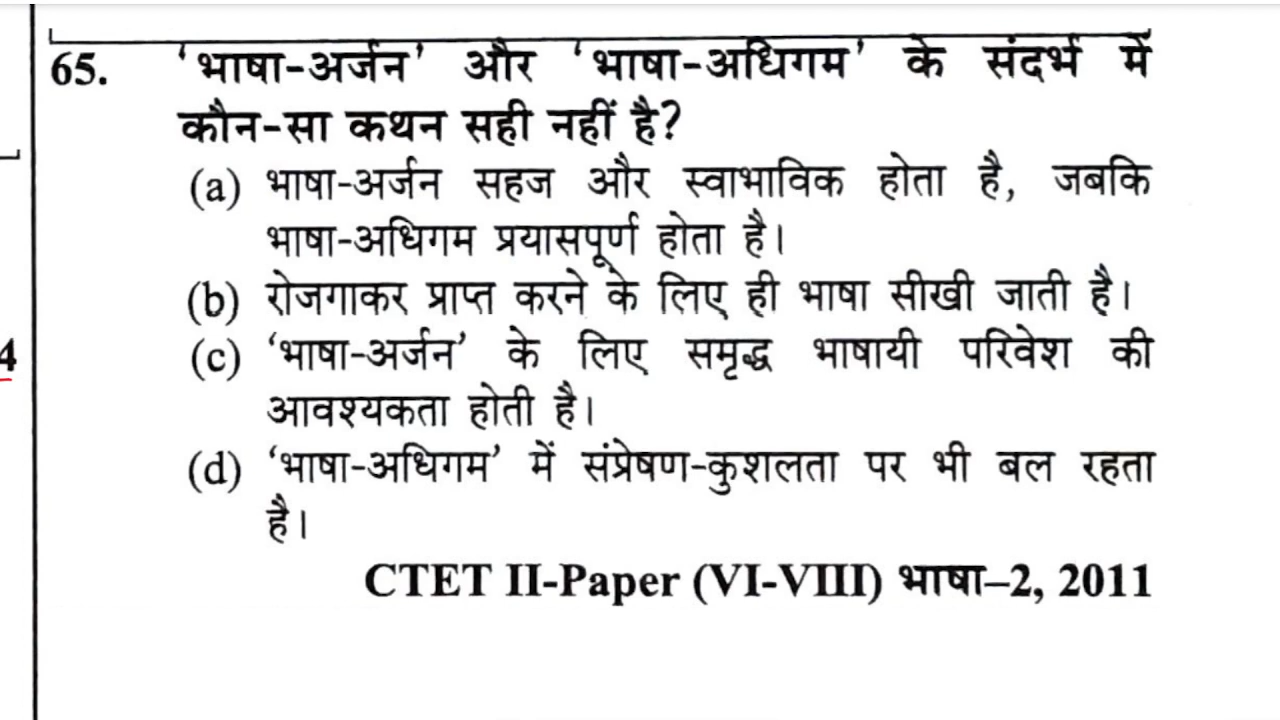 65. 'भाषा-अर्जन' और 'भाषा-अधिगम' के संदर्भ में
कौन-सा कथन सही नहीं है?
(a) भाषा-अर्जन सहज और स्वाभाविक होता है, जबकि
भाषा-अधिगम प्रयासपूर्ण होता है।
(b) रोजगाकर प्राप्त करने के लिए ही भाषा सीखी जाती है।
(c) 'भाषा-अर्जन' के लिए समृद्ध भाषायी परिवेश की
4
आवश्यकता होती है।
(d) 'भाषा-अधिगम' में संप्रेषण-कुशलता पर भी बल रहता
है।
CTET II-Paper (VI-VIII) भाषा–2, 2011